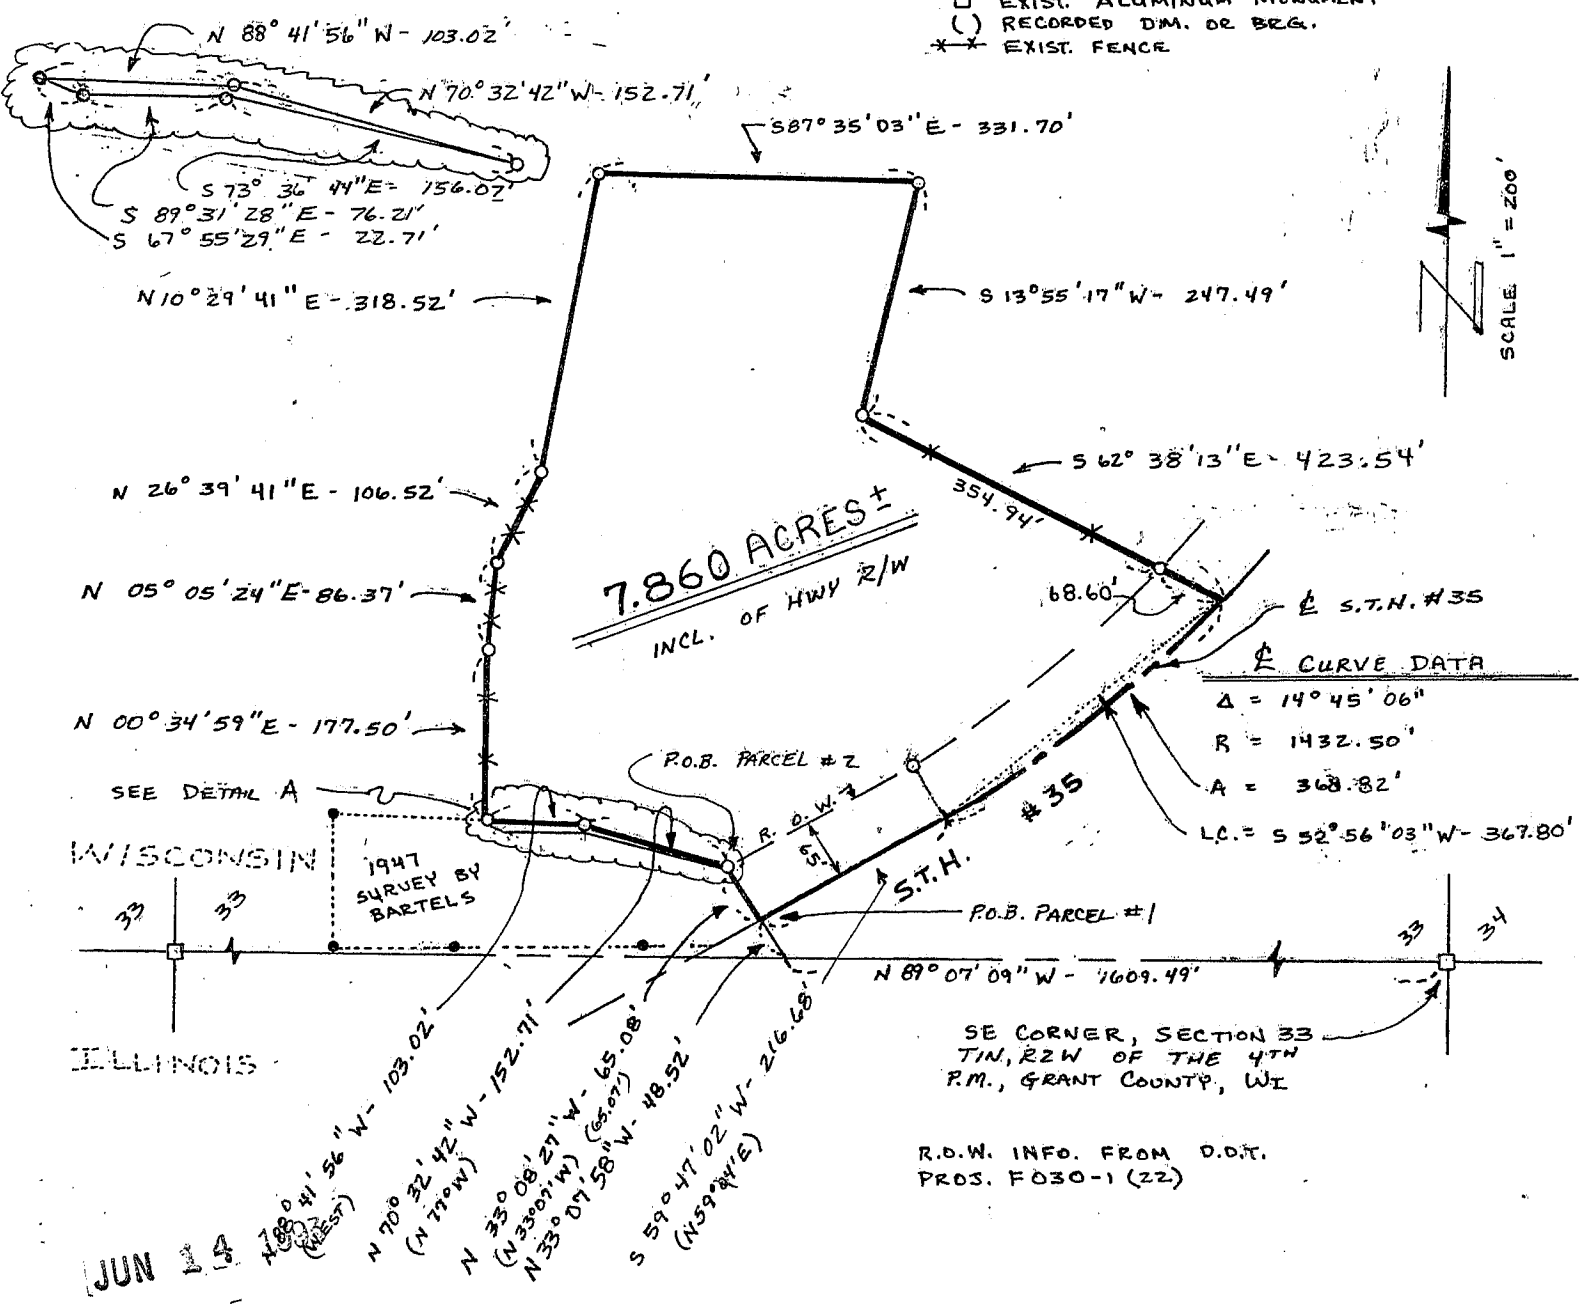 □ EXIST. ALUMINUM MONUMENT
( ) RECORDED DIM. OR BRG.
EXIST. FENCE
N 88° 41' 56" W - 103.02'
N 70° 32' 42" W - 152.71'
S 73° 36' 44" E - 156.07'
S 89° 31' 28" E - 76.21'
S 67° 55' 29" E - 22.71'
S 87° 35' 03" E - 331.70'
SCALE 1" = 200'
N
N 10° 29' 41" E - 318.52'
S 13° 55' 17" W - 247.49'
N 26° 39' 41" E - 106.52'
S 62° 38' 13" E - 423.54'
354.94'
7.860 ACRES ±
INCL. OF HWY R/W
N 05° 05' 24" E - 86.37'
68.60'
℄ S.T.H. #35
℄ CURVE DATA
Δ = 14° 45' 06"
R = 1432.50'
A = 368.82'
L.C. = S 52° 56' 03" W - 367.80'
N 00° 34' 59" E - 177.50'
P.O.B. PARCEL #2
SEE DETAIL A
R.O.W.
65'
S.T.H.
#35
WISCONSIN
1947
SURVEY BY
BARTELS
33
33
P.O.B. PARCEL #1
33
34
N 89° 07' 09" W - 1609.49'
ILLINOIS
SE CORNER, SECTION 33
T1N, R2W OF THE 4TH
P.M., GRANT COUNTY, WI
N 88° 41' 56" W - 103.02'
(WEST)
N 70° 32' 42" W - 152.71'
N 33° 08' 27" W - 65.08'
(N 33° 07' W) (65.07')
N 33° 07' 58" W - 48.52'
S 59° 47' 02" W - 216.68'
R.O.W. INFO. FROM D.O.T.
PROJ. F030-1 (22)
JUN 14